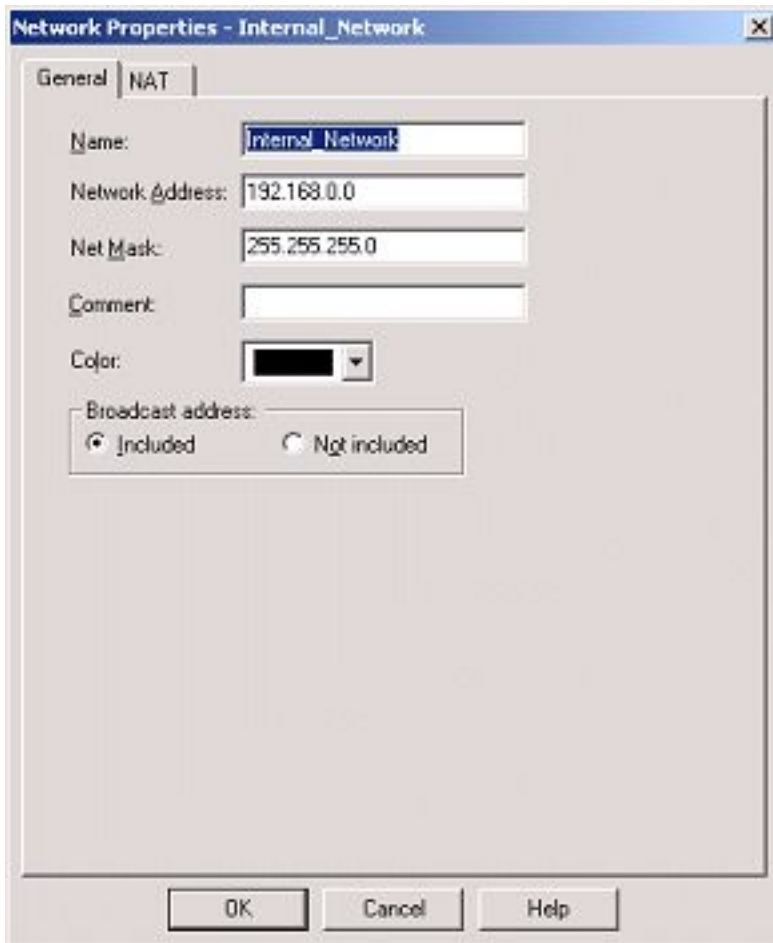 Network Properties - Internal_Network
General NAT
Name: Internal_Network
Network Address: 192.168.0.0
Net Mask: 255.255.255.0
Comment:
Color:
Broadcast address:
Included Not included
OK Cancel Help